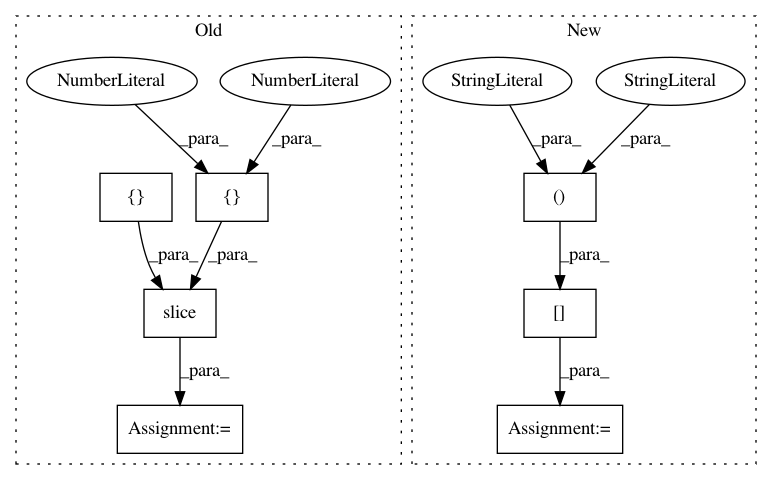 Old
New
NumberLiteral
NumberLiteral
StringLiteral
StringLiteral
_para_
_para_
_para_
_para_
{}
{}
()
_para_
_para_
_para_
slice
[]
_para_
_para_
Assignment:=
Assignment:=